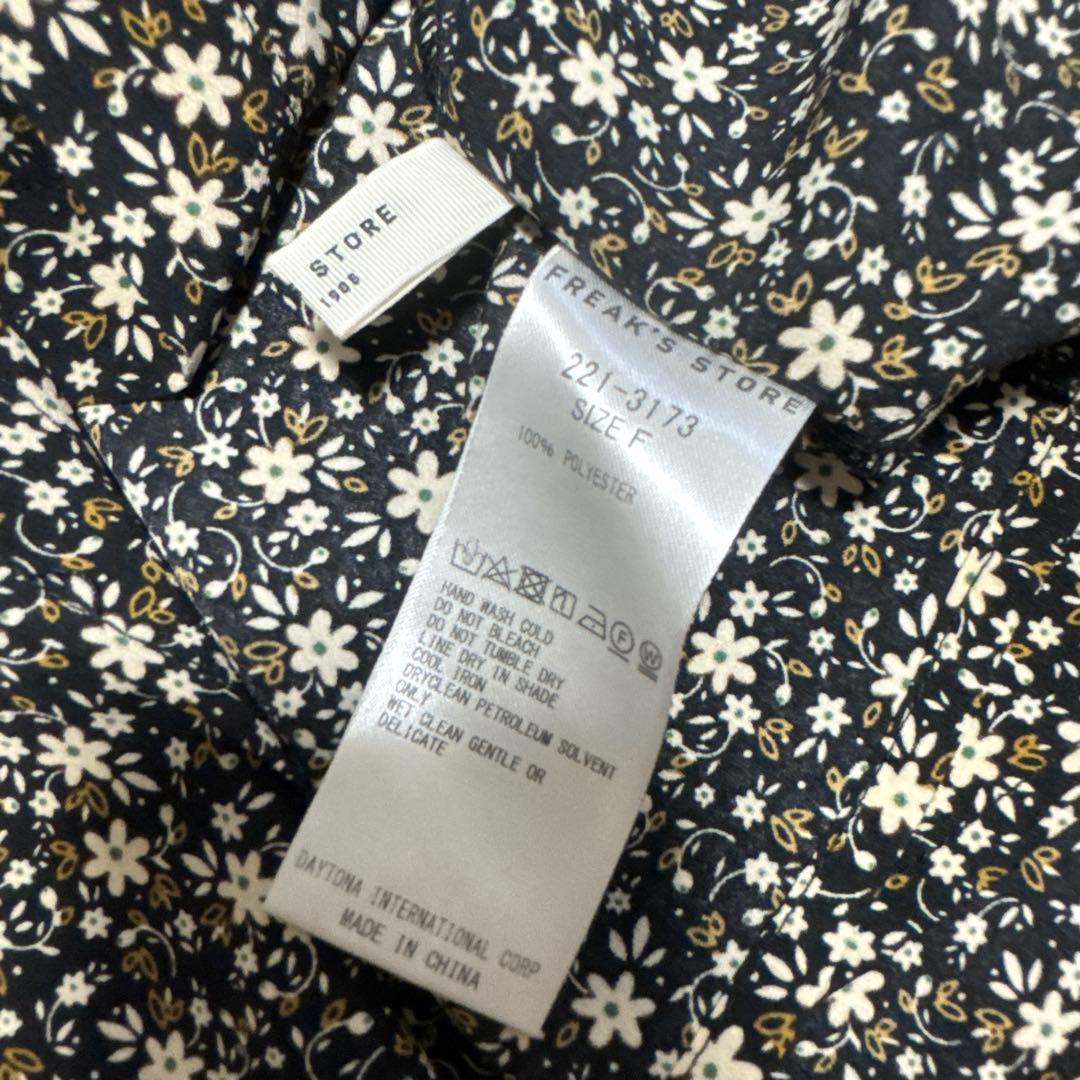 STORE
1986
FREAK'S STORE
221-3173
SIZE F
100% POLYESTER
F W
HAND WASH COLD
DO NOT BLEACH
DO NOT TUMBLE DRY
LINE DRY IN SHADE
COOL IRON
DRYCLEAN PETROLEUM SOLVENT
ONLY
WET CLEAN GENTLE OR
DELICATE
DAYTONA INTERNATIONAL CORP
MADE IN CHINA